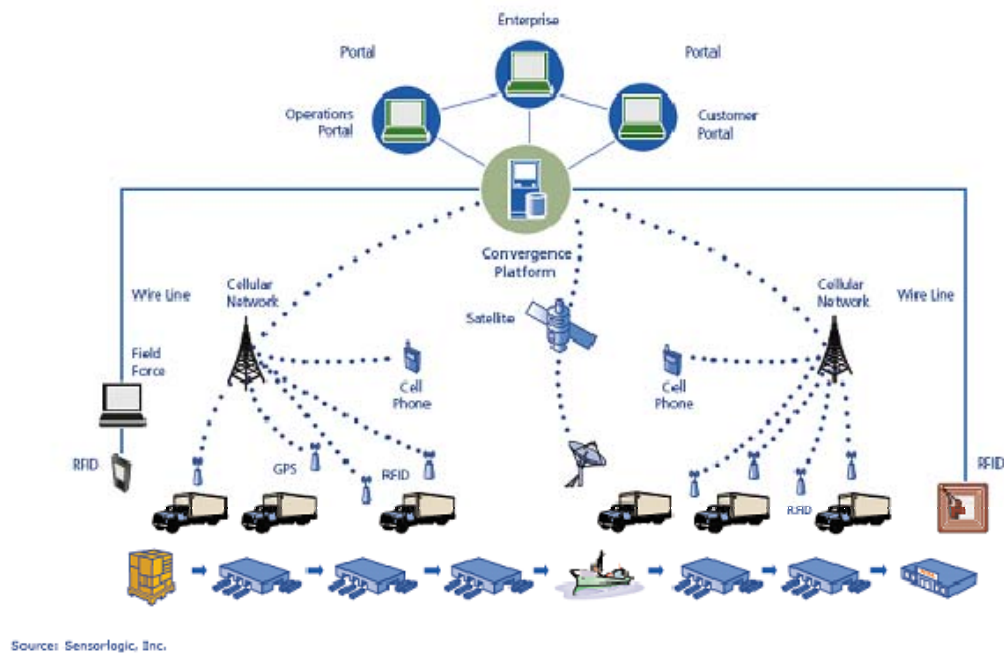 Enterprise
Portal
Portal
Operations
Portal
Customer
Portal
Convergence
Platform
Wire Line
Cellular
Network
Satellite
Cellular
Network
Wire Line
Field
Force
Cell
Phone
Cell
Phone
RFID
GPS
RFID
RFID
RFID
Source: Sensorlogic, Inc.